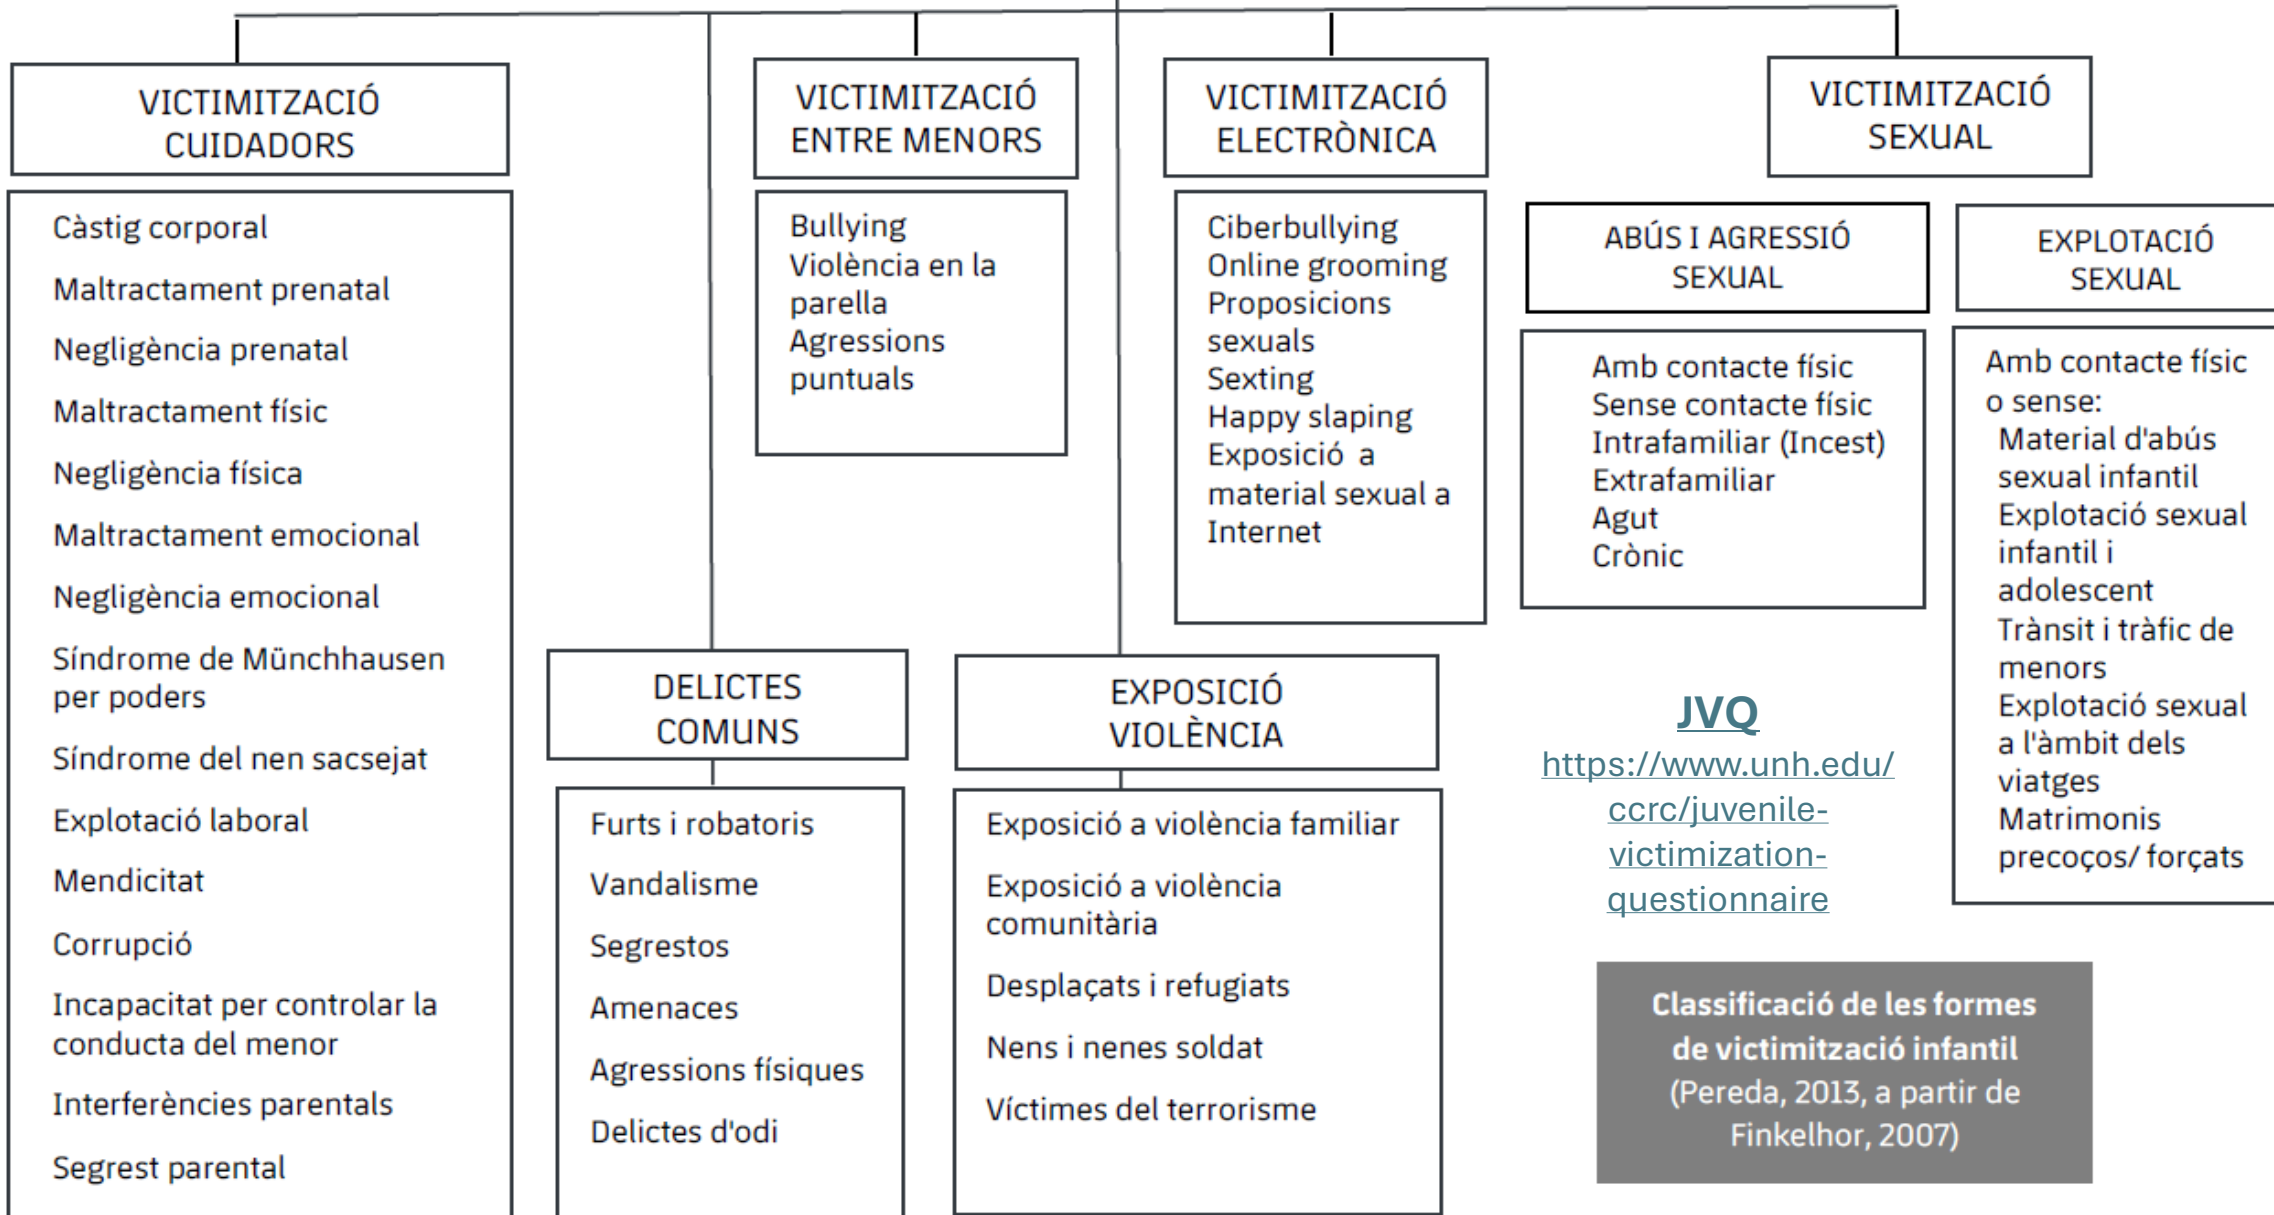 VICTIMITZACIÓ
CUIDADORS
Càstig corporal
Maltractament prenatal
Negligència prenatal
Maltractament físic
Negligència física
Maltractament emocional
Negligència emocional
Síndrome de Münchhausen
per poders
Síndrome del nen sacsejat
Explotació laboral
Mendicitat
Corrupció
Incapacitat per controlar la
conducta del menor
Interferències parentals
Segrest parental
DELICTES
COMUNS
Furts i robatoris
Vandalisme
Segrestos
Amenaces
Agressions físiques
Delictes d'odi
VICTIMITZACIÓ
ENTRE MENORS
Bullying
Violència en la
parella
Agressions
puntuals
EXPOSICIÓ
VIOLÈNCIA
Exposició a violència familiar
Exposició a violència
comunitària
Desplaçats i refugiats
Nens i nenes soldat
Víctimes del terrorisme
VICTIMITZACIÓ
ELECTRÒNICA
Ciberbullying
Online grooming
Proposicions
sexuals
Sexting
Happy slaping
Exposició a
material sexual a
Internet
VICTIMITZACIÓ
SEXUAL
ABÚS I AGRESSIÓ
SEXUAL
Amb contacte físic
Sense contacte físic
Intrafamiliar (Incest)
Extrafamiliar
Agut
Crònic
EXPLOTACIÓ
SEXUAL
Amb contacte físic
o sense:
Material d'abús
sexual infantil
Explotació sexual
infantil i
adolescent
Trànsit i tràfic de
menors
Explotació sexual
a l'àmbit dels
viatges
Matrimonis
precoços/ forçats
JVQ
https://www.unh.edu/
ccrc/juvenile-
victimization-
questionnaire
Classificació de les formes
de victimització infantil
(Pereda, 2013, a partir de
Finkelhor, 2007)